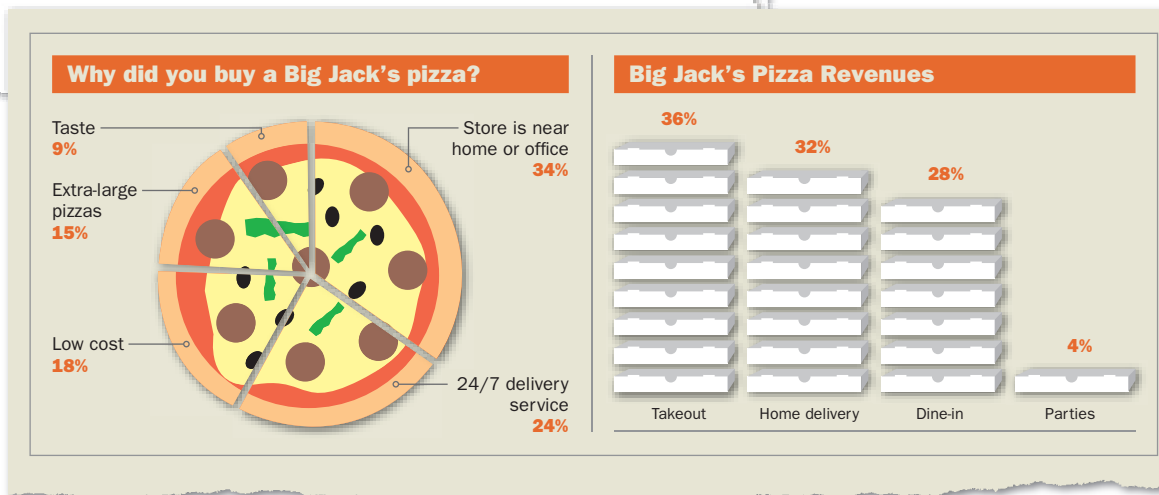 Why did you buy a Big Jack's pizza?
Taste
9%
Extra-large
pizzas
15%
Low cost
18%
Store is near
home or office
34%
24/7 delivery
service
24%
Big Jack's Pizza Revenues
36%
32%
28%
4%
Takeout
Home delivery
Dine-in
Parties